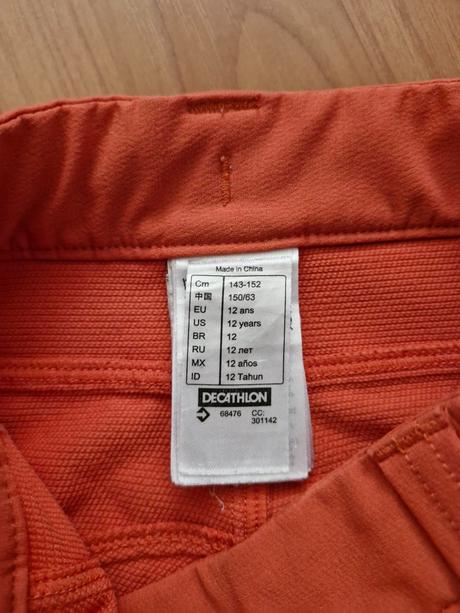 Made in China
Cm 143-152
中国 150/63
EU 12 ans
US 12 years
BR 12
RU 12 лет
MX 12 años
ID 12 Tahun
DECATHLON
68476 CC:
301142